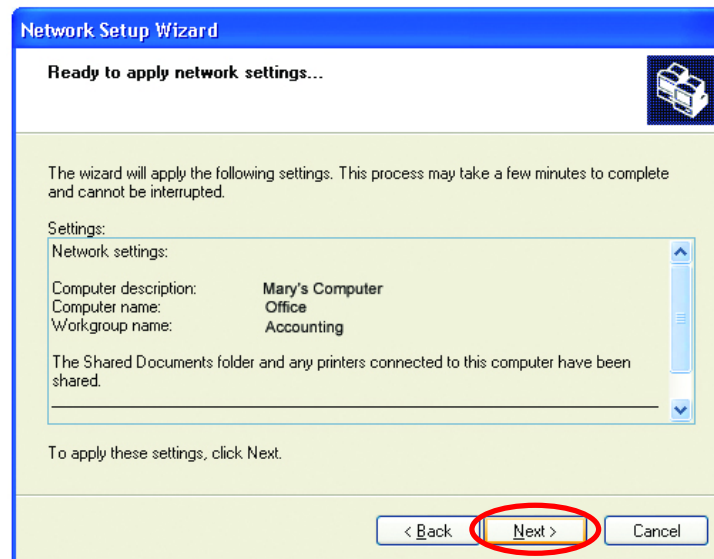 Network Setup Wizard
Ready to apply network settings...
The wizard will apply the following settings. This process may take a few minutes to complete
and cannot be interrupted.
Settings:
Network settings:
Computer description: Mary's Computer
Computer name: Office
Workgroup name: Accounting
The Shared Documents folder and any printers connected to this computer have been
shared.
To apply these settings, click Next.
< Back Next > Cancel